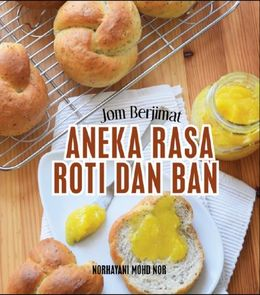 Jom Berjimat
ANEKA RASA
ROTI DAN BAN
NORHAYANI MOHD NOR